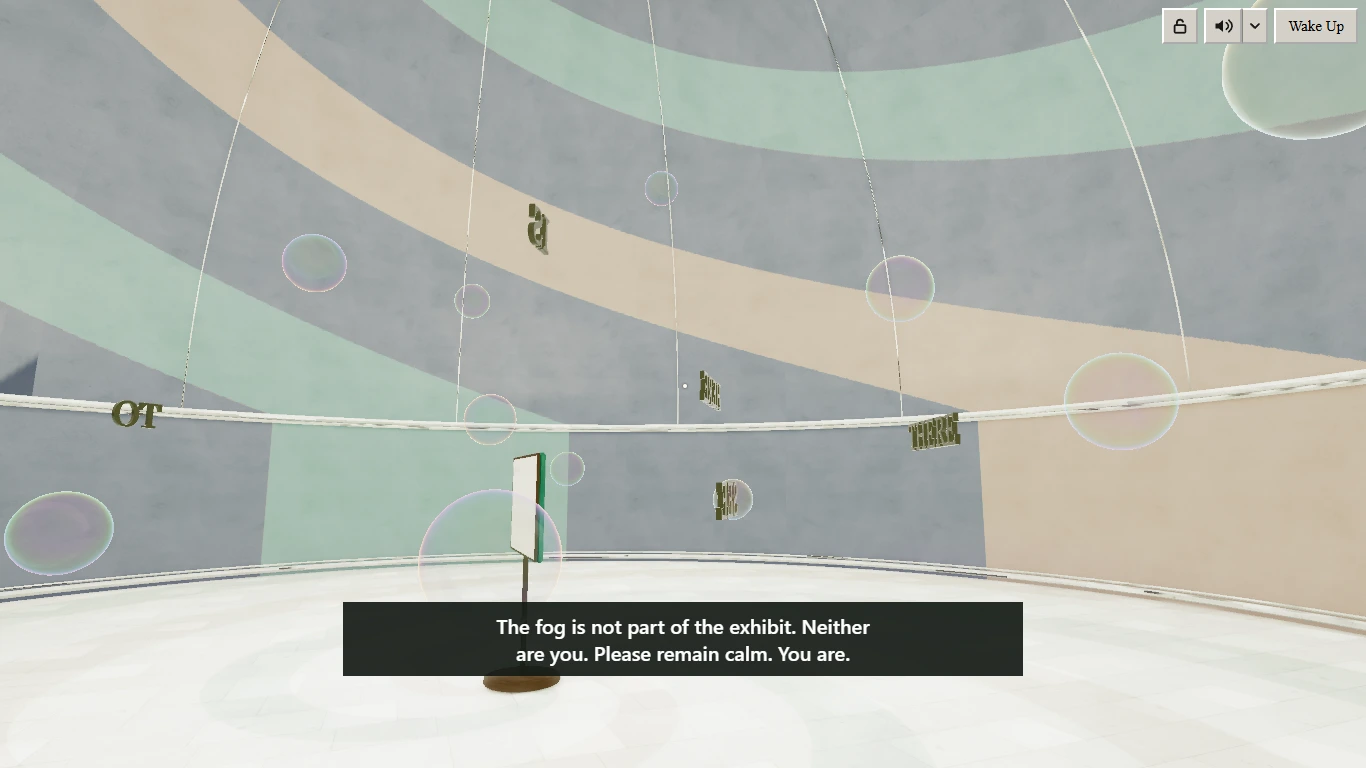 Wake Up
TO
THERE
The fog is not part of the exhibit. Neither
are you. Please remain calm. You are.